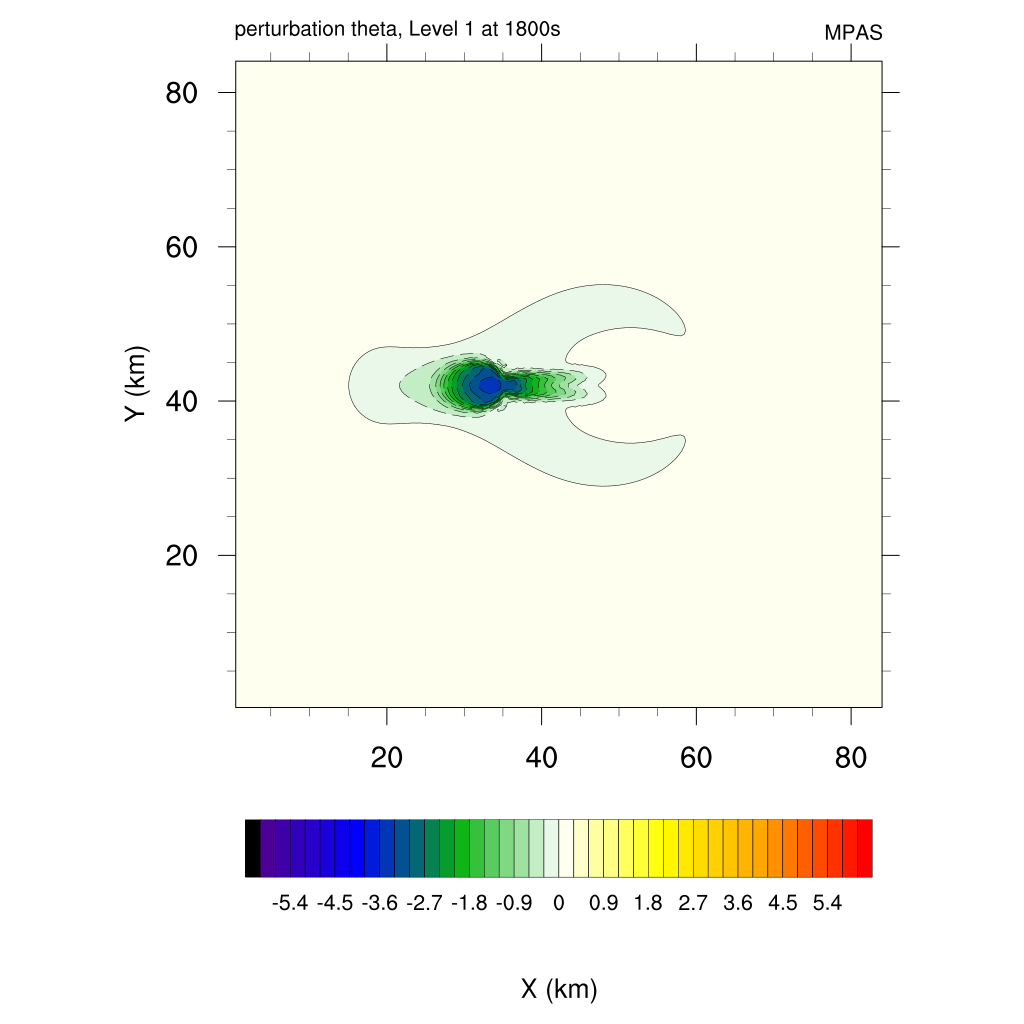 perturbation theta, Level 1 at 1800s MPAS
80
60
Y (km)
40
20
20 40 60 80
-5.4 -4.5 -3.6 -2.7 -1.8 -0.9 0 0.9 1.8 2.7 3.6 4.5 5.4
X (km)